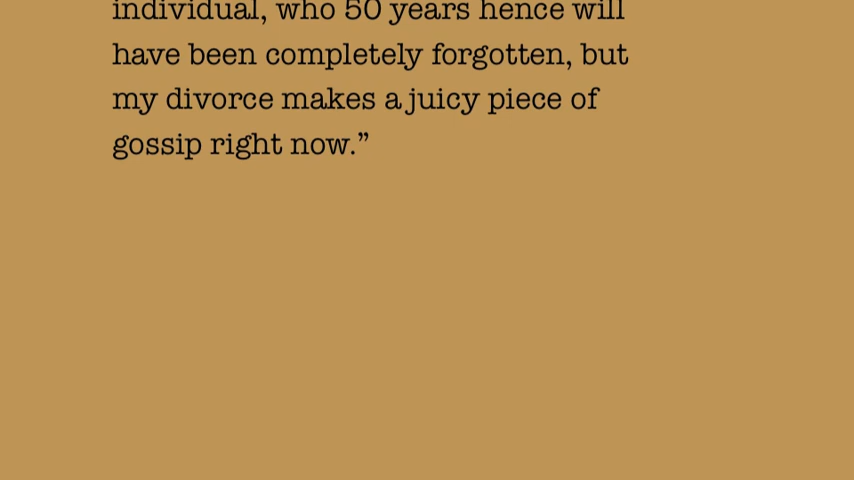 individual, who 50 years hence will
have been completely forgotten, but
my divorce makes a juicy piece of
gossip right now.”